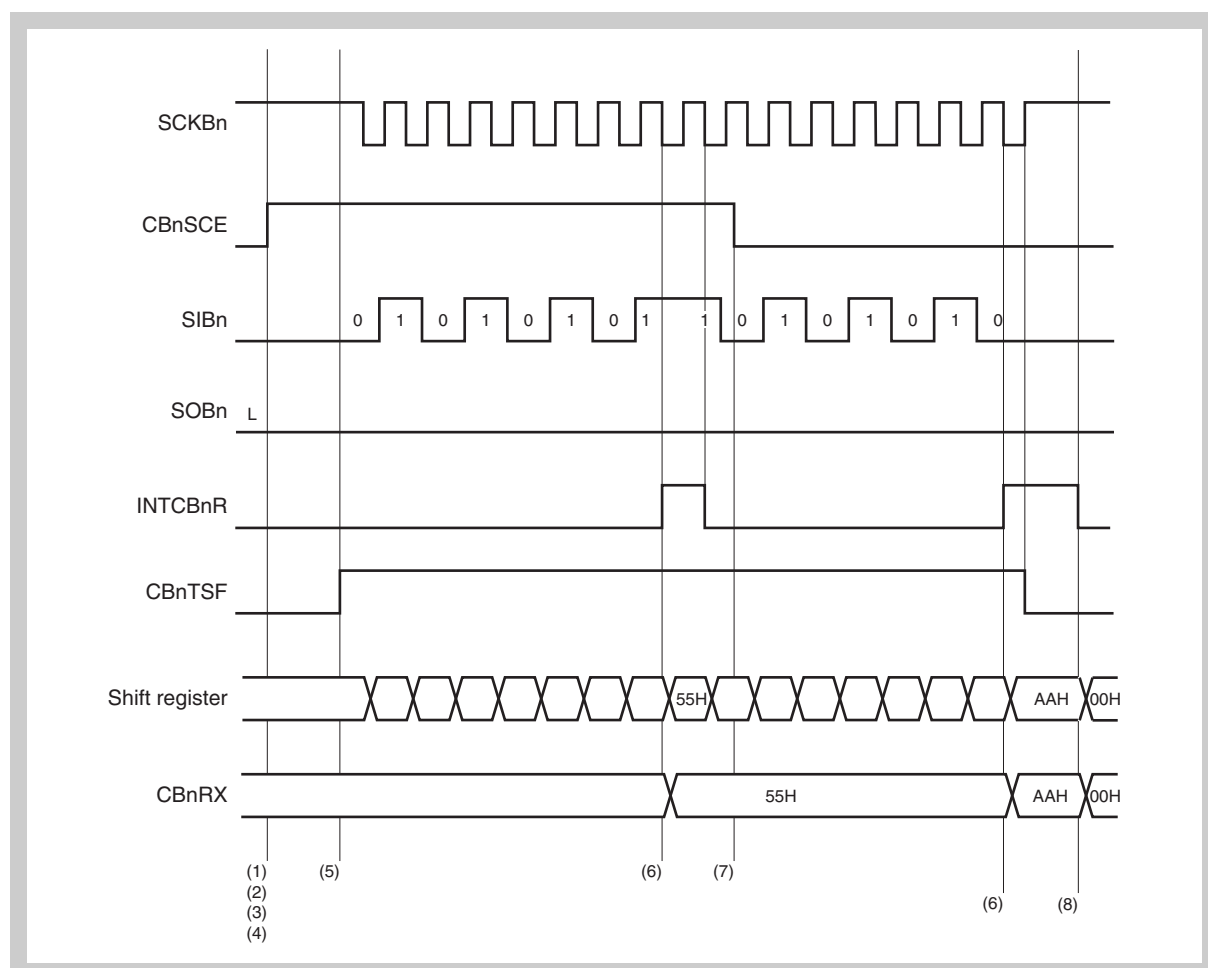 SCKBn
CBnSCE
SIBn 0 1 0 1 0 1 0 1 1 0 1 0 1 0 1 0
SOBn L
INTCBnR
CBnTSF
Shift register 55H AAH 00H
CBnRX 55H AAH 00H
(1) (5) (6) (7)
(2)
(3) (6) (8)
(4)